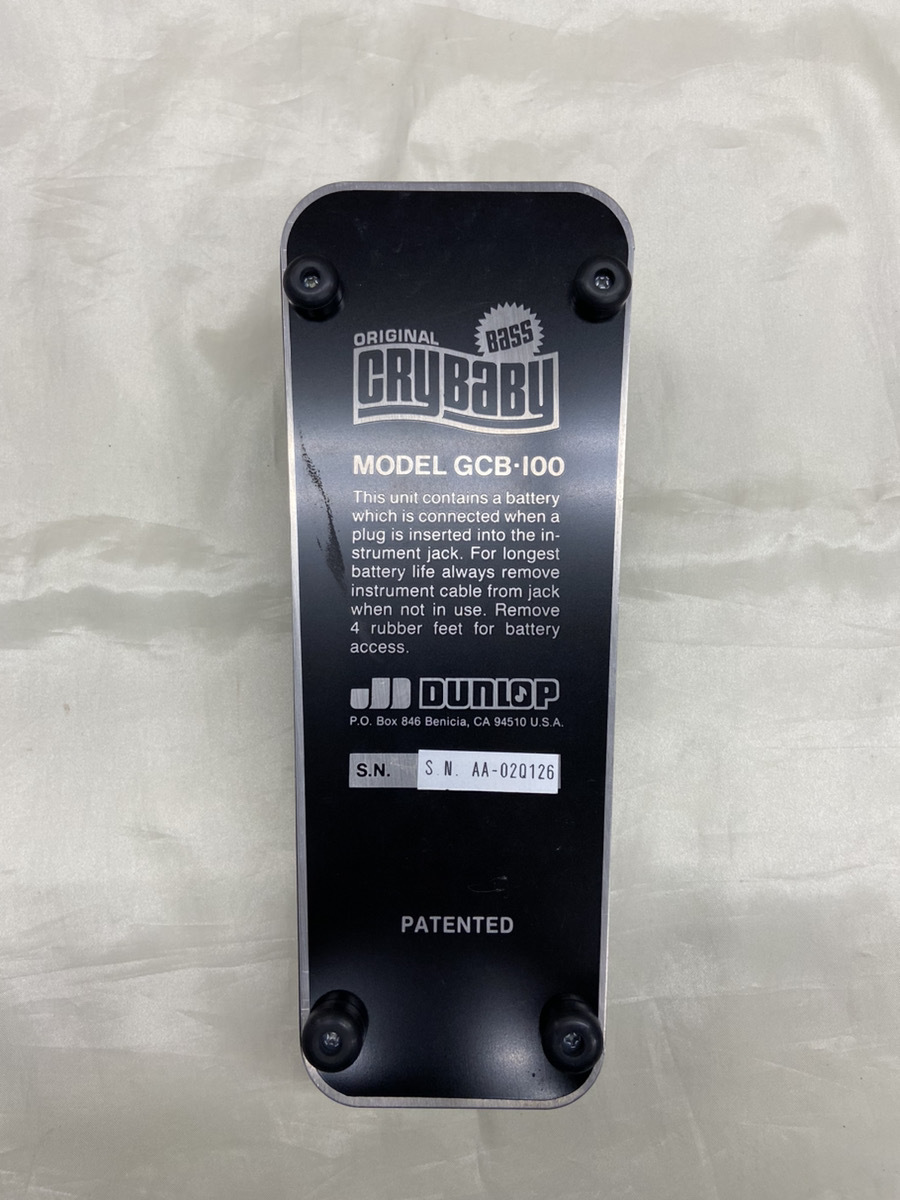 ORIGINAL
BASS
CRYBABY
MODEL GCB•100
This unit contains a battery
which is connected when a
plug is inserted into the in-
strument jack. For longest
battery life always remove
instrument cable from jack
when not in use. Remove
4 rubber feet for battery
access.
DUNLOP
P.O. Box 846 Benicia, CA 94510 U.S.A.
S.N. S.N. AA-02Q126
PATENTED